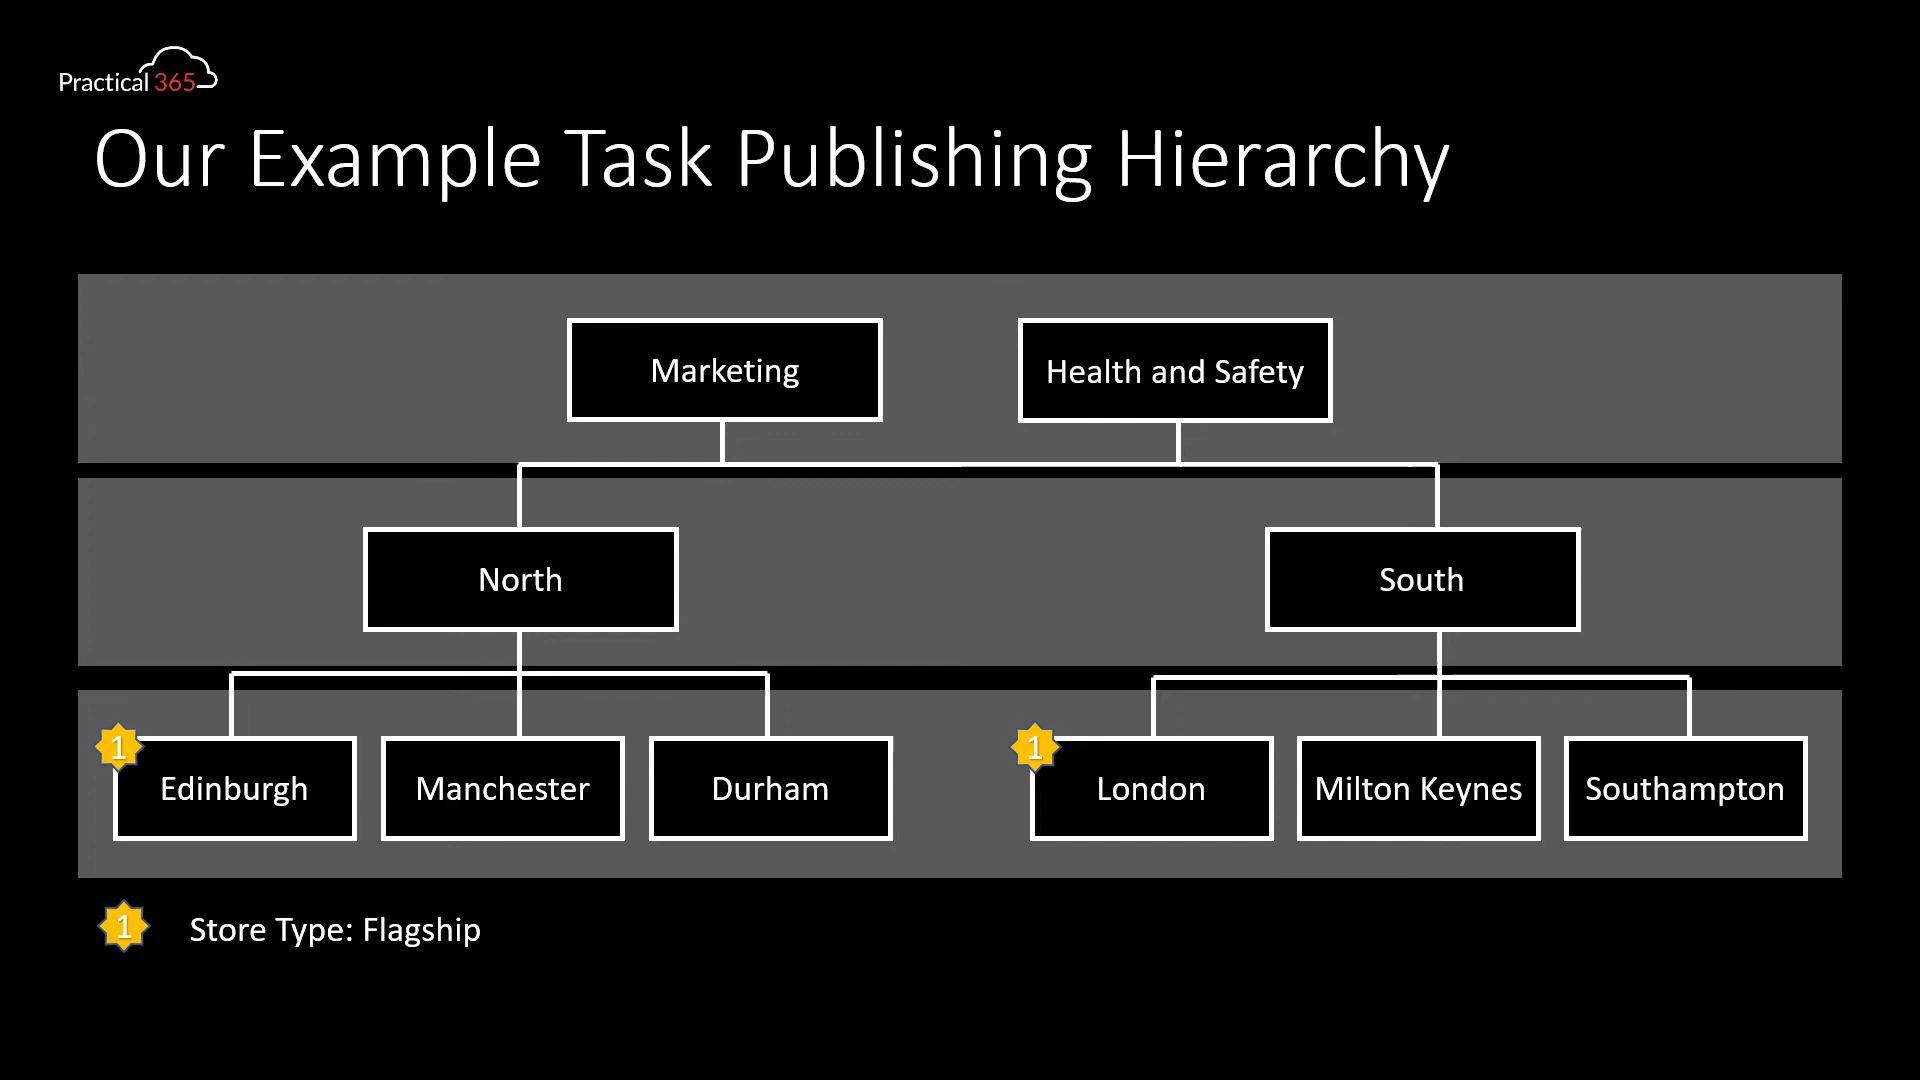 Practical 365
Our Example Task Publishing Hierarchy
Marketing
Health and Safety
North
South
1
1
Edinburgh
Manchester
Durham
London
Milton Keynes
Southampton
1
Store Type: Flagship